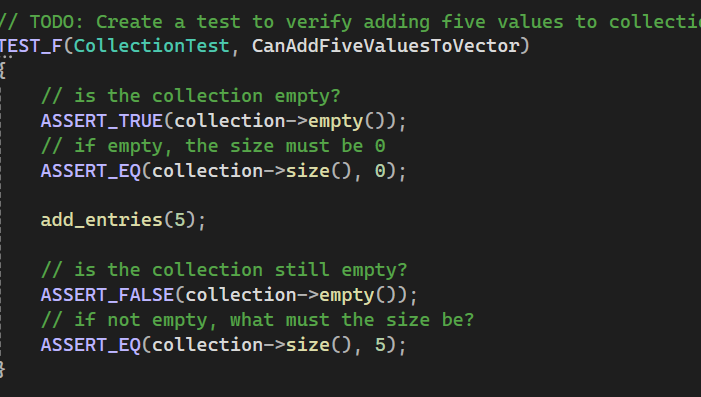 // TODO: Create a test to verify adding five values to collectio
TEST_F(CollectionTest, CanAddFiveValuesToVector)
{
// is the collection empty?
ASSERT_TRUE(collection->empty());
// if empty, the size must be 0
ASSERT_EQ(collection->size(), 0);
add_entries(5);
// is the collection still empty?
ASSERT_FALSE(collection->empty());
// if not empty, what must the size be?
ASSERT_EQ(collection->size(), 5);
}